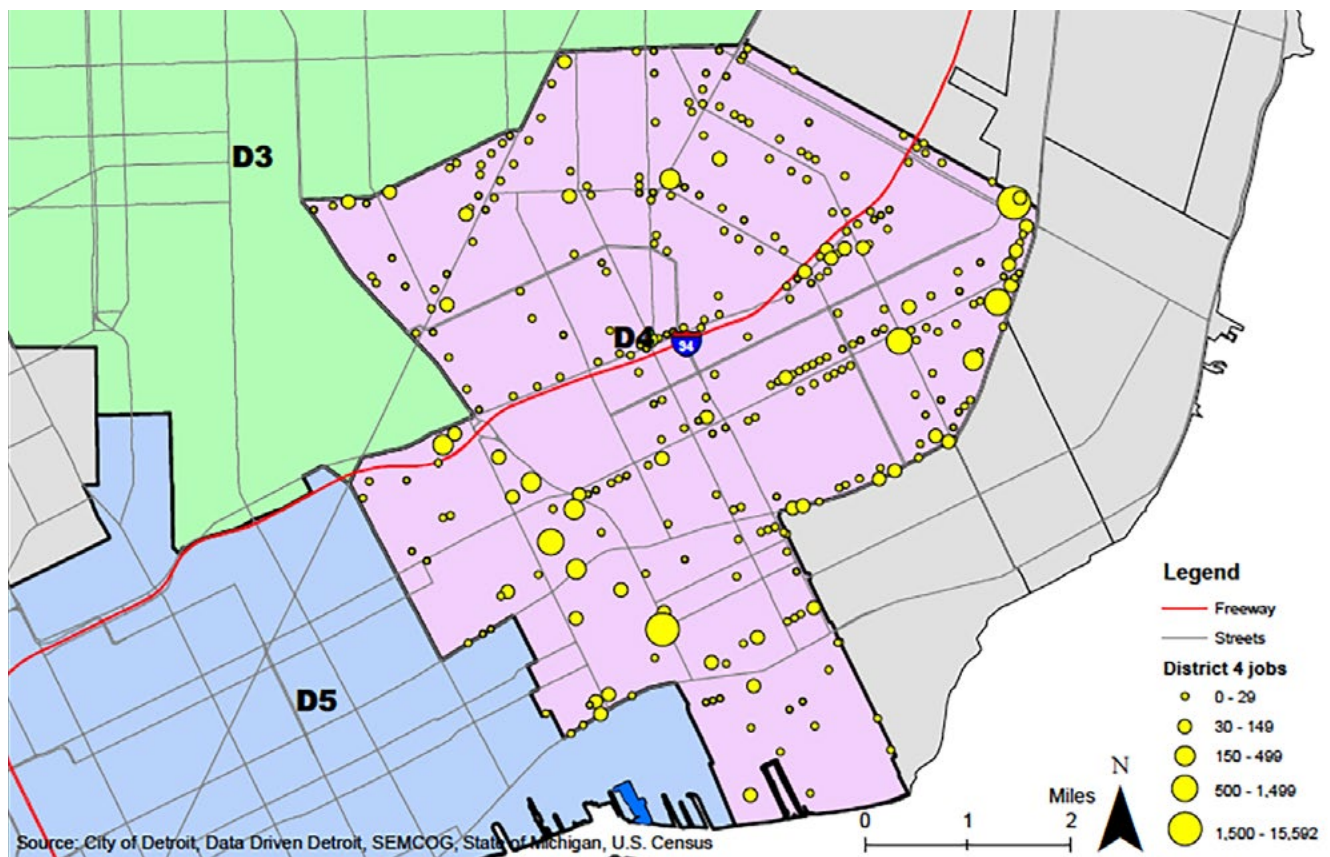 D3
D4
94
D5
Legend
Freeway
Streets
District 4 jobs
0 - 29
30 - 149
150 - 499
500 - 1,499
1,500 - 15,592
N
Miles
0 1 2
Source: City of Detroit, Data Driven Detroit, SEMCOG, State of Michigan, U.S. Census